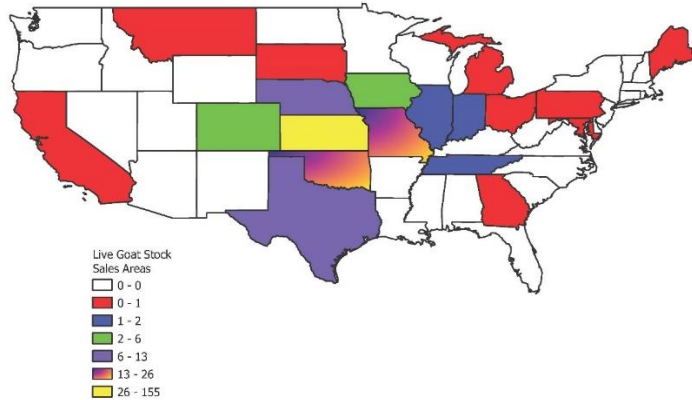 Live Goat Stock
Sales Areas
0 - 0
0 - 1
1 - 2
2 - 6
6 - 13
13 - 26
26 - 155